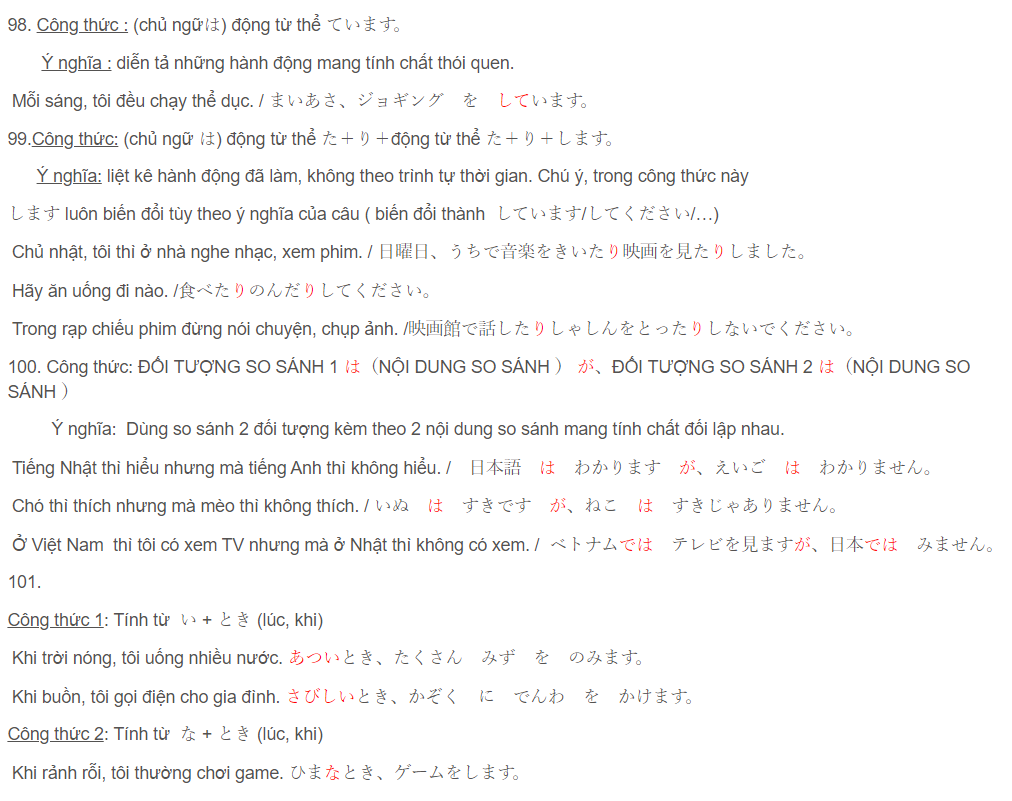 98. Công thức : (chủ ngữは) động từ thể ています。
Ý nghĩa : diễn tả những hành động mang tính chất thói quen.
Mỗi sáng, tôi đều chạy thể dục. / まいあさ、ジョギング　を　しています。
99.Công thức: (chủ ngữ は) động từ thể た＋り＋động từ thể た＋り＋します。
Ý nghĩa: liệt kê hành động đã làm, không theo trình tự thời gian. Chú ý, trong công thức này
します luôn biến đổi tùy theo ý nghĩa của câu ( biến đổi thành しています/してください/…)
Chủ nhật, tôi thì ở nhà nghe nhạc, xem phim. / 日曜日、うちで音楽をきいたり映画を見たりしました。
Hãy ăn uống đi nào. /食べたりのんだりしてください。
Trong rạp chiếu phim đừng nói chuyện, chụp ảnh. /映画館で話したりしゃしんをとったりしないでください。
100. Công thức: ĐỐI TƯỢNG SO SÁNH 1 は（NỘI DUNG SO SÁNH ） が、ĐỐI TƯỢNG SO SÁNH 2 は（NỘI DUNG SO
SÁNH ）
Ý nghĩa: Dùng so sánh 2 đối tượng kèm theo 2 nội dung so sánh mang tính chất đối lập nhau.
Tiếng Nhật thì hiểu nhưng mà tiếng Anh thì không hiểu. /　日本語　は　わかります　が、えいご　は　わかりません。
Chó thì thích nhưng mà mèo thì không thích. / いぬ　は　すきです　が、ねこ　は　すきじゃありません。
Ở Việt Nam thì tôi có xem TV nhưng mà ở Nhật thì không có xem. / ベトナムでは　テレビを見ますが、日本では　みません。
101.
Công thức 1: Tính từ い + とき (lúc, khi)
Khi trời nóng, tôi uống nhiều nước. あついとき、たくさん　みず　を　のみます。
Khi buồn, tôi gọi điện cho gia đình. さびしいとき、かぞく　に　でんわ　を　かけます。
Công thức 2: Tính từ な + とき (lúc, khi)
Khi rảnh rỗi, tôi thường chơi game. ひまなとき、ゲームをします。